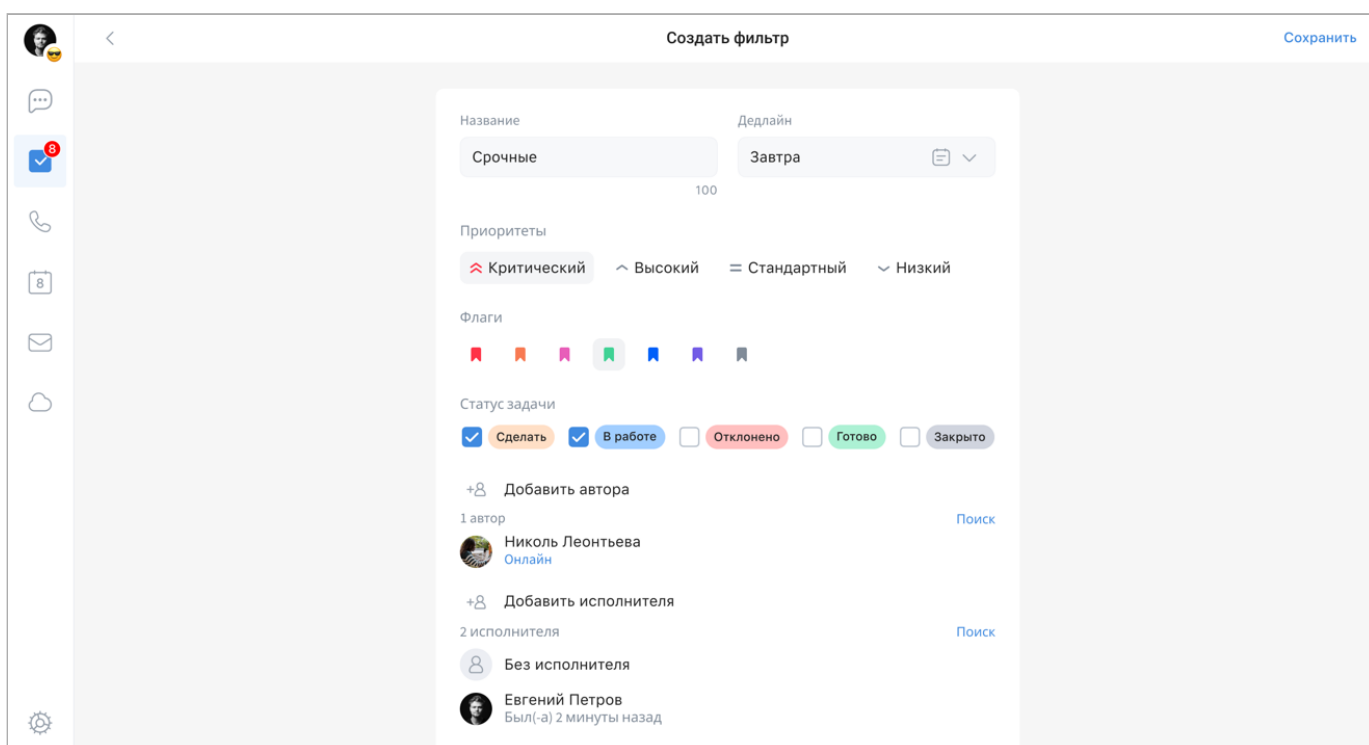 Создать фильтр
Сохранить
8
8
Название
Дедлайн
Срочные
Завтра
100
Приоритеты
Критический Высокий Стандартный Низкий
Флаги
Статус задачи
Сделать В работе Отклонено Готово Закрыто
+ Добавить автора
1 автор Поиск
Николь Леонтьева
Онлайн
+ Добавить исполнителя
2 исполнителя Поиск
Без исполнителя
Евгений Петров
Был(-а) 2 минуты назад